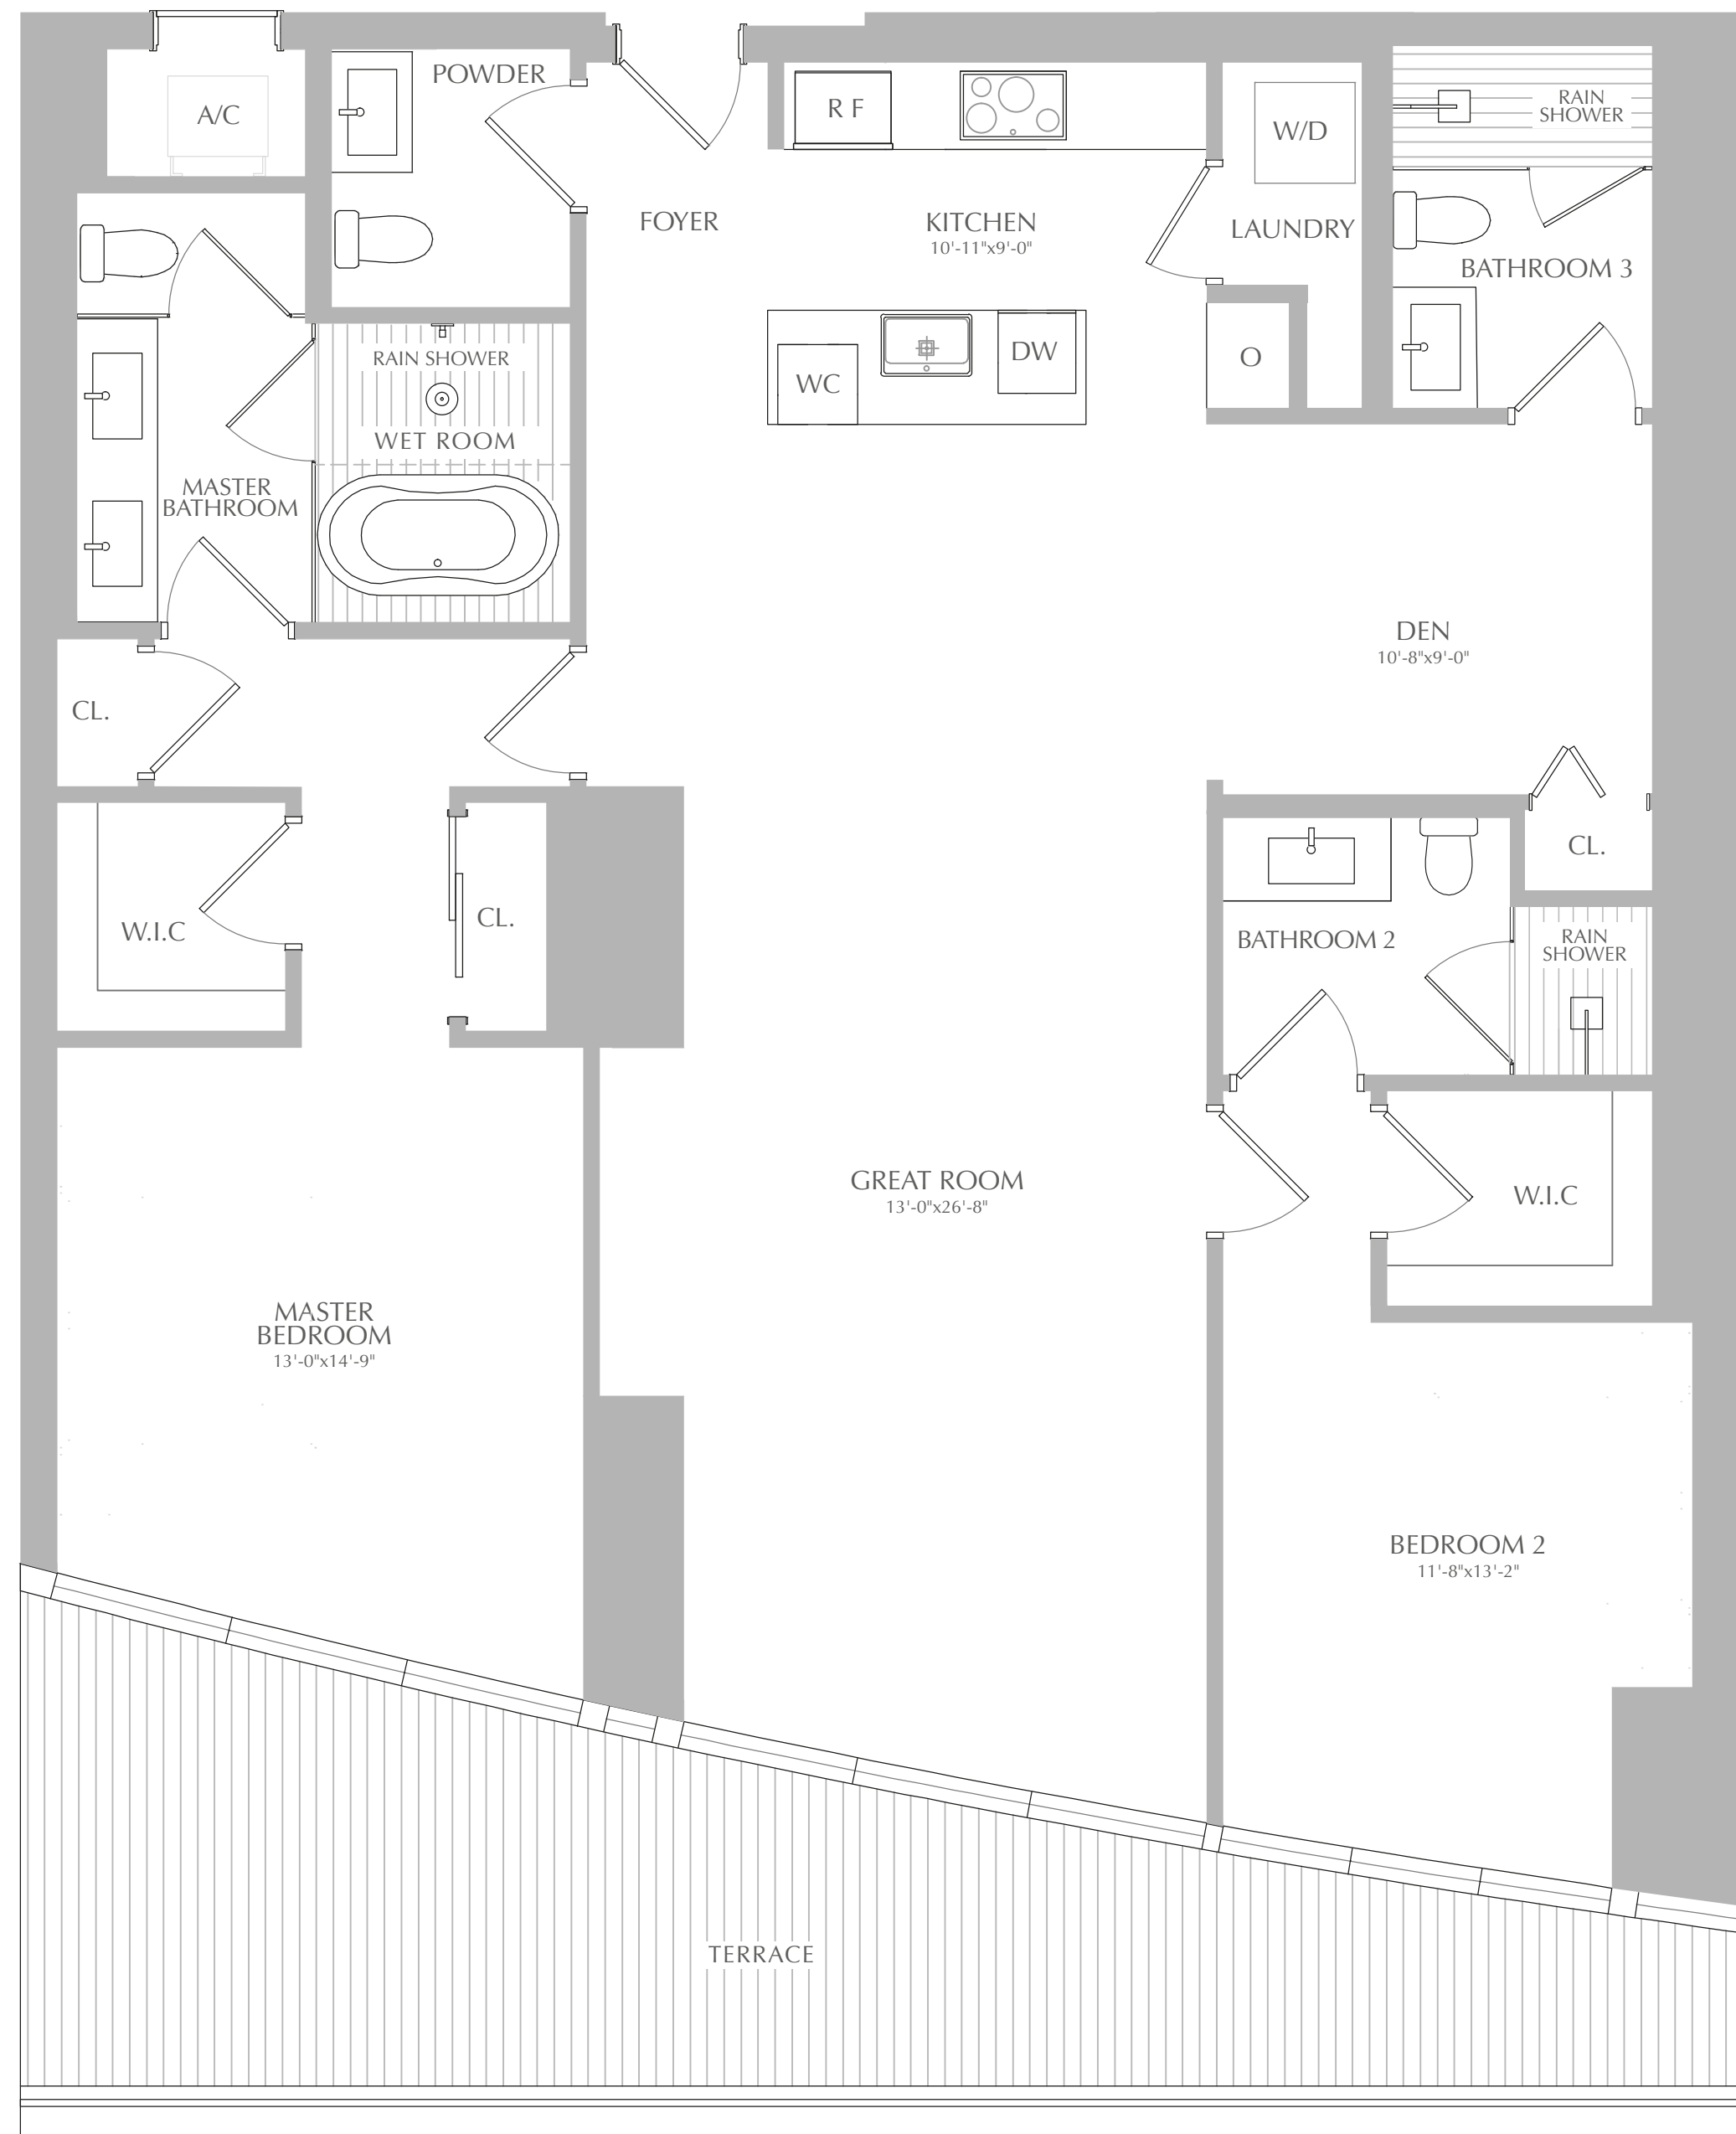 POWDER
A/C
R F
W/D
RAIN
SHOWER
FOYER
KITCHEN
10'-11"x9'-0"
LAUNDRY
BATHROOM 3
RAIN SHOWER
WC
DW
O
WET ROOM
MASTER
BATHROOM
DEN
10'-8"x9'-0"
CL.
CL.
W.I.C
CL.
BATHROOM 2
RAIN
SHOWER
GREAT ROOM
13'-0"x26'-8"
W.I.C
MASTER
BEDROOM
13'-0"x14'-9"
BEDROOM 2
11'-8"x13'-2"
TERRACE